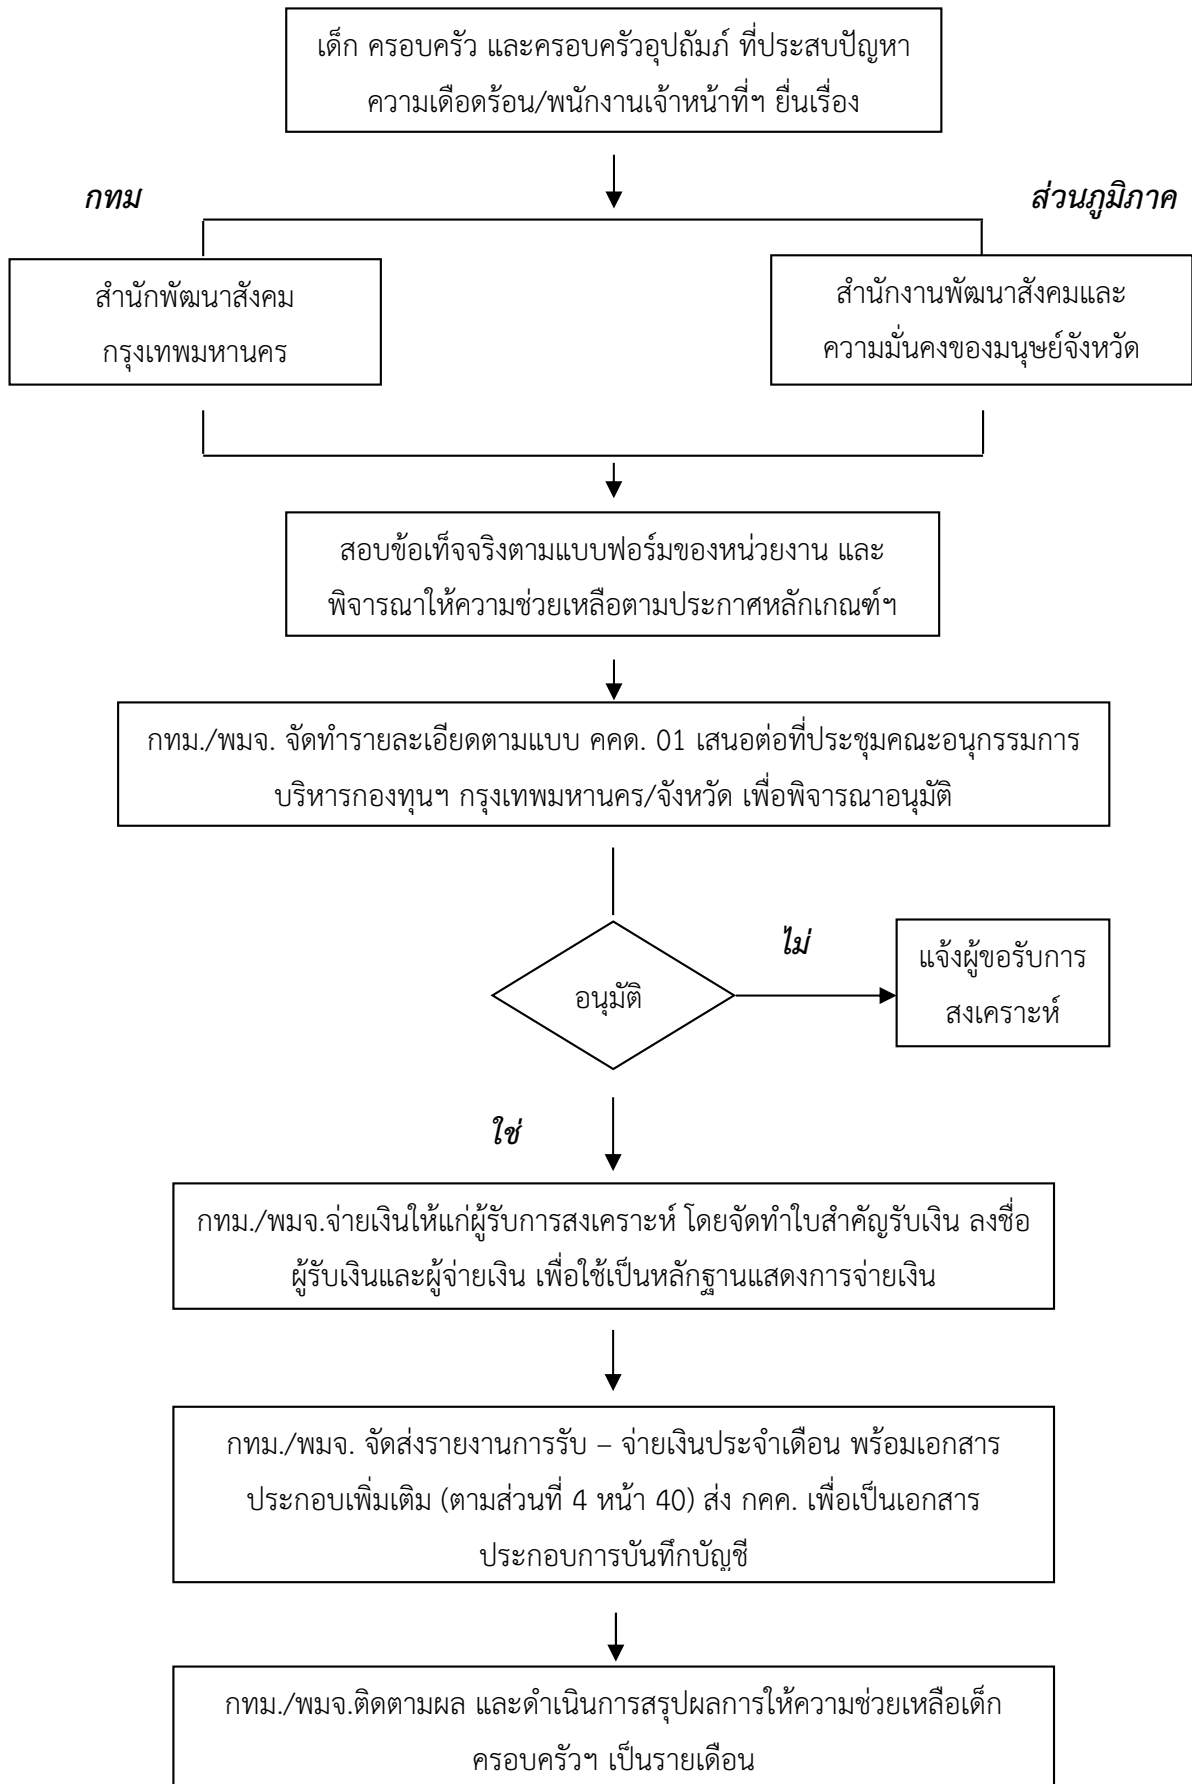 เด็ก ครอบครัว และครอบครัวอุปถัมภ์ ที่ประสบปัญหา
ความเดือดร้อน/พนักงานเจ้าหน้าที่ฯ ยื่นเรื่อง
กทม
ส่วนภูมิภาค
สำนักพัฒนาสังคม
กรุงเทพมหานคร
สำนักงานพัฒนาสังคมและ
ความมั่นคงของมนุษย์จังหวัด
สอบข้อเท็จจริงตามแบบฟอร์มของหน่วยงาน และ
พิจารณาให้ความช่วยเหลือตามประกาศหลักเกณฑ์ฯ
กทม./พมจ. จัดทำรายละเอียดตามแบบ คคด. 01 เสนอต่อที่ประชุมคณะอนุกรรมการ
บริหารกองทุนฯ กรุงเทพมหานคร/จังหวัด เพื่อพิจารณาอนุมัติ
อนุมัติ
ไม่
แจ้งผู้ขอรับการ
สงเคราะห์
ใช่
กทม./พมจ.จ่ายเงินให้แก่ผู้รับการสงเคราะห์ โดยจัดทำใบสำคัญรับเงิน ลงชื่อ
ผู้รับเงินและผู้จ่ายเงิน เพื่อใช้เป็นหลักฐานแสดงการจ่ายเงิน
กทม./พมจ. จัดส่งรายงานการรับ – จ่ายเงินประจำเดือน พร้อมเอกสาร
ประกอบเพิ่มเติม (ตามส่วนที่ 4 หน้า 40) ส่ง กคค. เพื่อเป็นเอกสาร
ประกอบการบันทึกบัญชี
กทม./พมจ.ติดตามผล และดำเนินการสรุปผลการให้ความช่วยเหลือเด็ก
ครอบครัวฯ เป็นรายเดือน